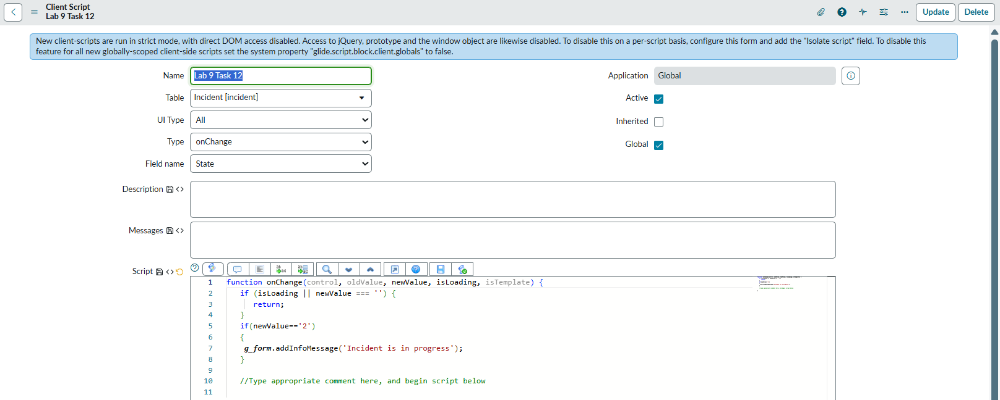 Client Script
Lab 9 Task 12
Update
Delete
New client-scripts are run in strict mode, with direct DOM access disabled. Access to jQuery, prototype and the window object are likewise disabled. To disable this on a per-script basis, configure this form and add the "Isolate script" field. To disable this
feature for all new globally-scoped client-side scripts set the system property "glide.script.block.client.globals" to false.
Name Lab 9 Task 12
Application Global
Table Incident [incident]
Active
UI Type All
Inherited
Type onChange
Global
Field name State
Description
Messages
Script
1 function onChange(control, oldValue, newValue, isLoading, isTemplate) {
2 if (isLoading || newValue === '') {
3 return;
4 }
5 if(newValue=='2')
6 {
7 g_form.addInfoMessage('Incident is in progress');
8 }
9
10 //Type appropriate comment here, and begin script below
11